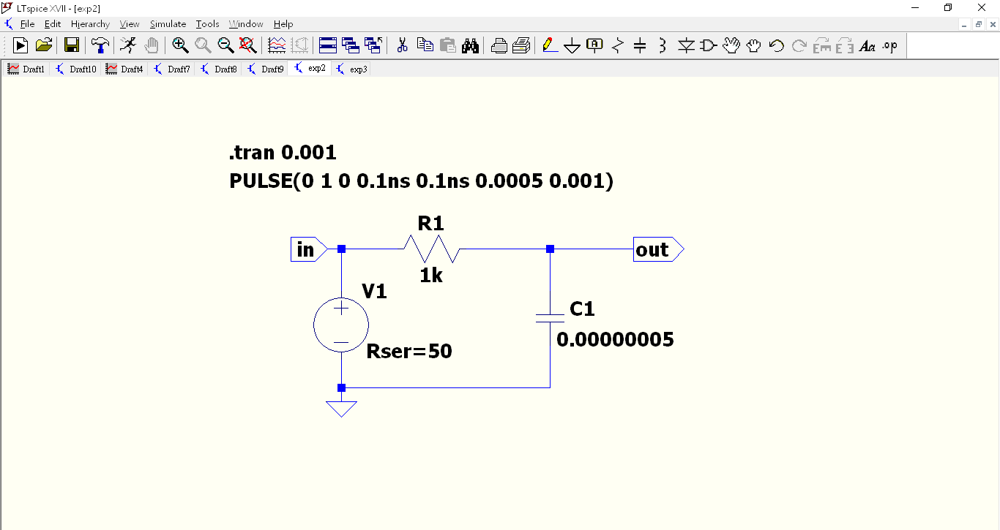 LTspice XVII - [exp2]
File Edit Hierarchy View Simulate Tools Window Help
A Aa .op
Draft1 Draft10 Draft4 Draft7 Draft8 Draft9 exp2 exp3
.tran 0.001
PULSE(0 1 0 0.1ns 0.1ns 0.0005 0.001)
R1
in
out
1k
V1
C1
0.00000005
Rser=50